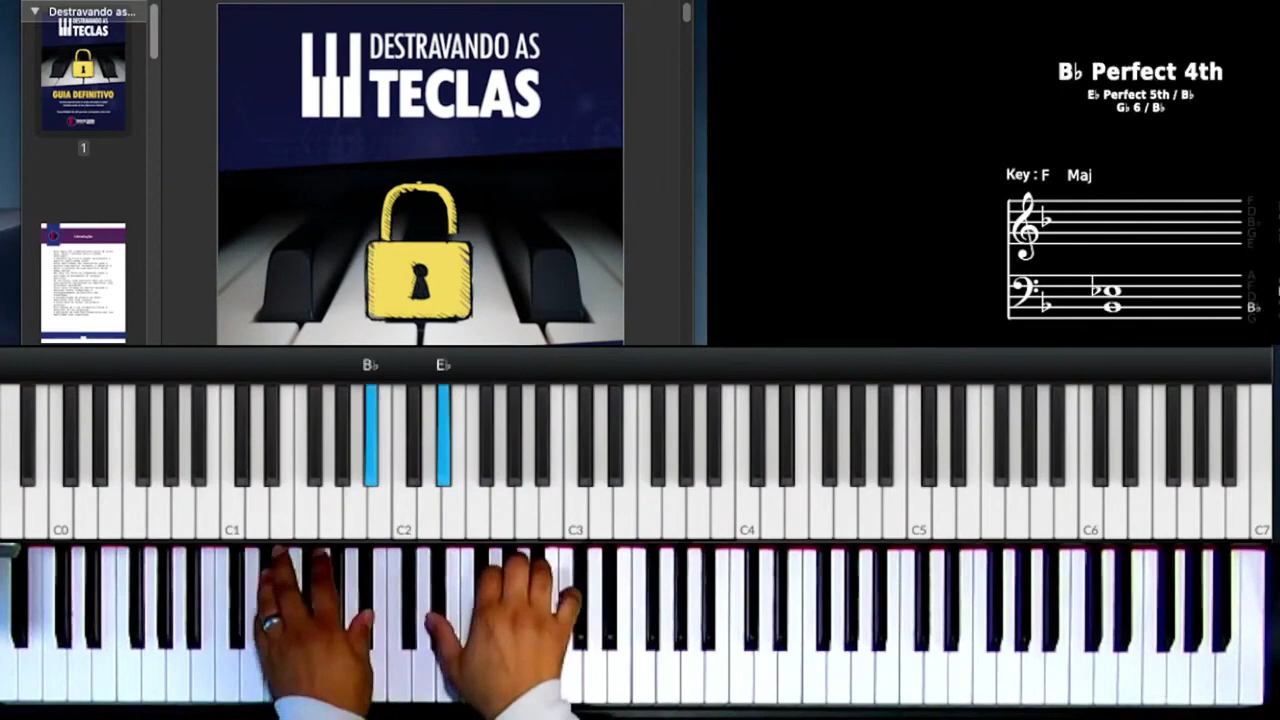 Destravando as...
DESTRAVANDO AS
TECLAS
GUIA DEFINITIVO
1
Introdução
DESTRAVANDO AS
TECLAS
B♭ Perfect 4th
E♭ Perfect 5th / B♭
G♭ 6 / B♭
Key : F Maj
F
D
B♭
G
E
A
F
D
B♭
G
B♭ E♭
C0 C1 C2 C3 C4 C5 C6 C7